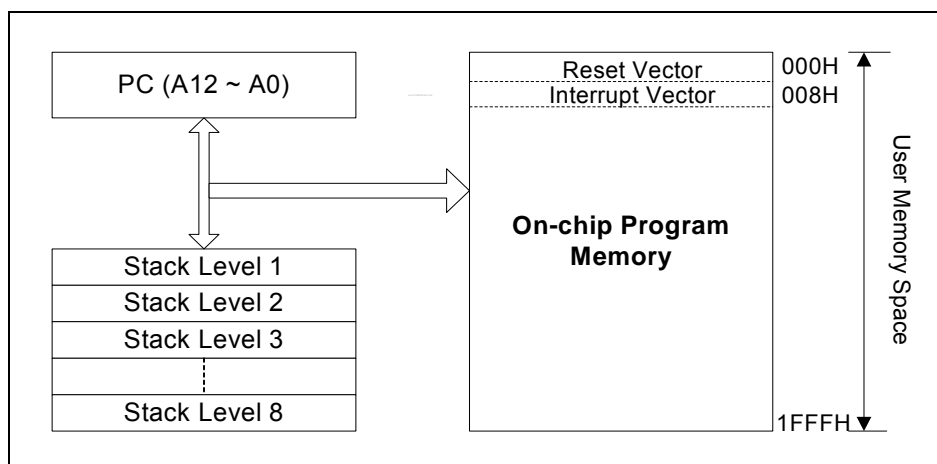 PC (A12 ~ A0)
Reset Vector
000H
Interrupt Vector
008H
On-chip Program
Memory
User Memory Space
Stack Level 1
Stack Level 2
Stack Level 3
Stack Level 8
1FFFH